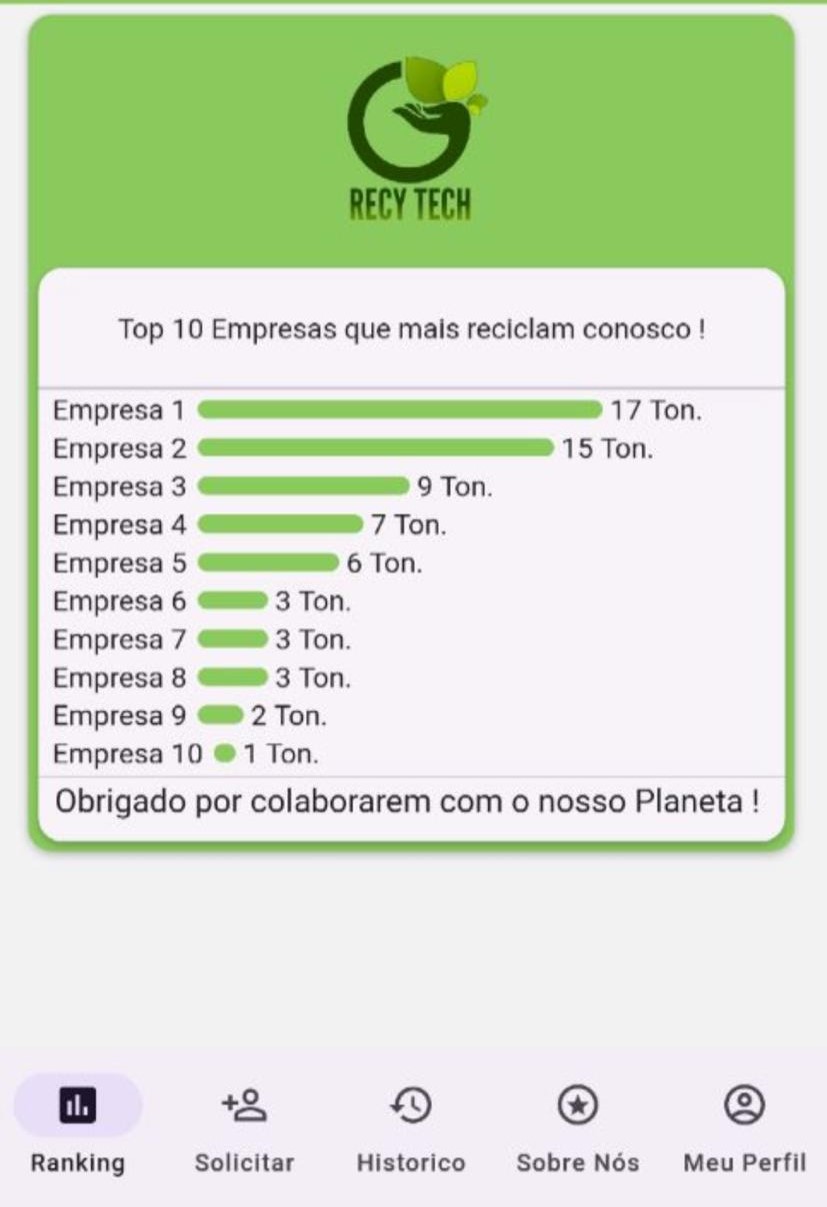 RECY TECH
Top 10 Empresas que mais reciclam conosco !
Empresa 1 17 Ton.
Empresa 2 15 Ton.
Empresa 3 9 Ton.
Empresa 4 7 Ton.
Empresa 5 6 Ton.
Empresa 6 3 Ton.
Empresa 7 3 Ton.
Empresa 8 3 Ton.
Empresa 9 2 Ton.
Empresa 10 1 Ton.
Obrigado por colaborarem com o nosso Planeta !
Ranking Solicitar Historico Sobre Nós Meu Perfil